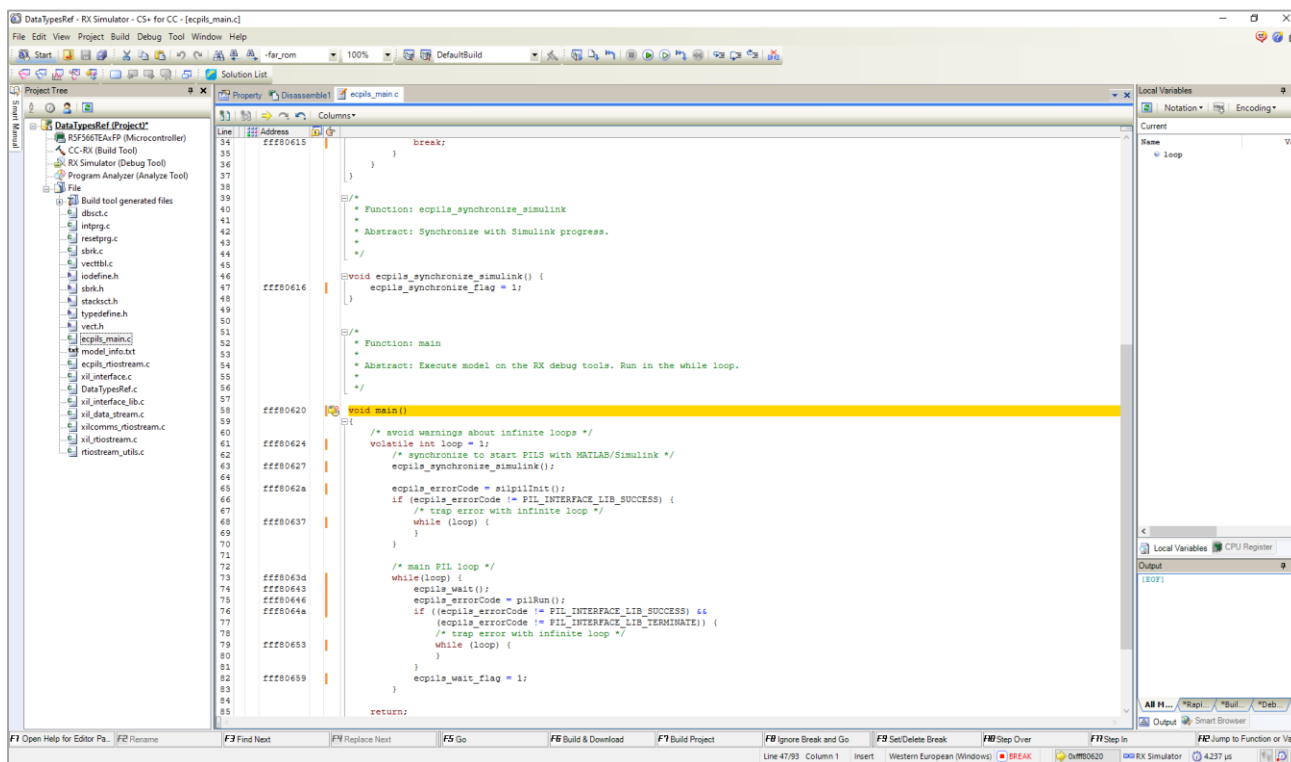 DataTypesRef - RX Simulator - CS+ for CC - [ecpils_main.c]
File Edit View Project Build Debug Tool Window Help
Start -far_rom 100% DefaultBuild
Solution List
Smart Manual
Project Tree
DataTypesRef (Project)*
R5F566TEAxFP (Microcontroller)
CC-RX (Build Tool)
RX Simulator (Debug Tool)
Program Analyzer (Analyze Tool)
File
Build tool generated files
dbsct.c
intprg.c
resetprg.c
sbrk.c
vecttbl.c
iodefine.h
sbrk.h
stacksct.h
typedefine.h
vect.h
ecpils_main.c
model_info.txt
ecpils_rtiostream.c
xil_interface.c
DataTypesRef.c
xil_interface_lib.c
xil_data_stream.c
xilcomms_rtiostream.c
xil_rtiostream.c
rtiostream_utils.c
Property Disassemble1 ecpils_main.c
Columns
Line Address
34 fff80615 break;
35 }
36 }
37 }
38
39 /*
40 * Function: ecpils_synchronize_simulink
41 *
42 * Abstract: Synchronize with Simulink progress.
43 *
44 */
45
46 void ecpils_synchronize_simulink() {
47 fff80616 ecpils_synchronize_flag = 1;
48 }
49
50
51 /*
52 * Function: main
53 *
54 * Abstract: Execute model on the RX debug tools. Run in the while loop.
55 *
56 */
57
58 fff80620 void main()
59 {
60 /* avoid warnings about infinite loops */
61 fff80624 volatile int loop = 1;
62 /* synchronize to start PILS with MATLAB/Simulink */
63 fff80627 ecpils_synchronize_simulink();
64
65 fff8062a ecpils_errorCode = silpilInit();
66 if (ecpils_errorCode != PIL_INTERFACE_LIB_SUCCESS) {
67 /* trap error with infinite loop */
68 fff80637 while (loop) {
69 }
70 }
71
72 /* main PIL loop */
73 fff8063d while(loop) {
74 fff80643 ecpils_wait();
75 fff80646 ecpils_errorCode = pilRun();
76 fff8064a if ((ecpils_errorCode != PIL_INTERFACE_LIB_SUCCESS) &&
77 (ecpils_errorCode != PIL_INTERFACE_LIB_TERMINATE)) {
78 /* trap error with infinite loop */
79 fff80653 while (loop) {
80 }
81 }
82 fff80659 ecpils_wait_flag = 1;
83 }
84
85 return;
Local Variables
Notation Encoding
Current
Name
loop
Local Variables CPU Register
Output
[EOF]
All M... *Rapi... *Buil... *Deb...
Output Smart Browser
F1 Open Help for Editor Pa... F2 Rename F3 Find Next F4 Replace Next F5 Go F6 Build & Download F7 Build Project F8 Ignore Break and Go F9 Set/Delete Break F10 Step Over F11 Step In F12 Jump to Function or Va
Line 47/93 Column 1 Insert Western European (Windows) BREAK 0xfff80620 RX Simulator 4.237 µs